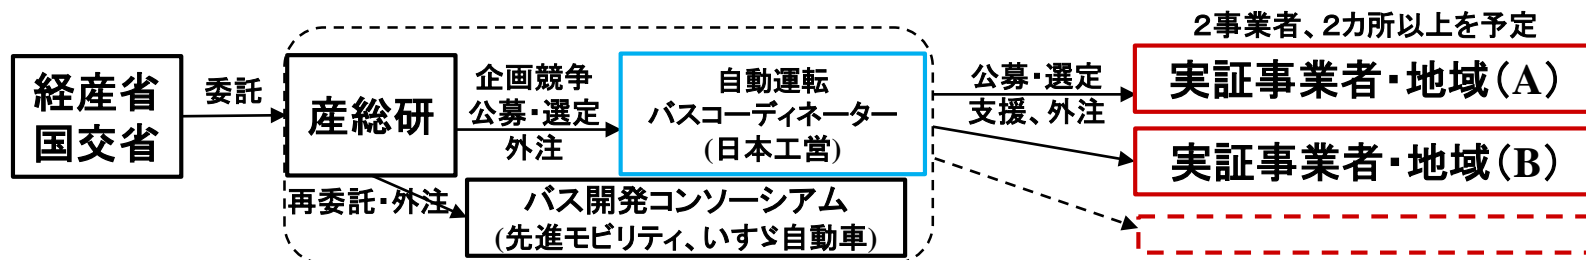 2事業者、2カ所以上を予定
経産省
国交省
委託
産総研
企画競争
公募・選定
外注
自動運転
バスコーディネーター
(日本工営)
公募・選定
支援、外注
実証事業者・地域(A)
実証事業者・地域(B)
再委託・外注
バス開発コンソーシアム
(先進モビリティ、いすゞ自動車)